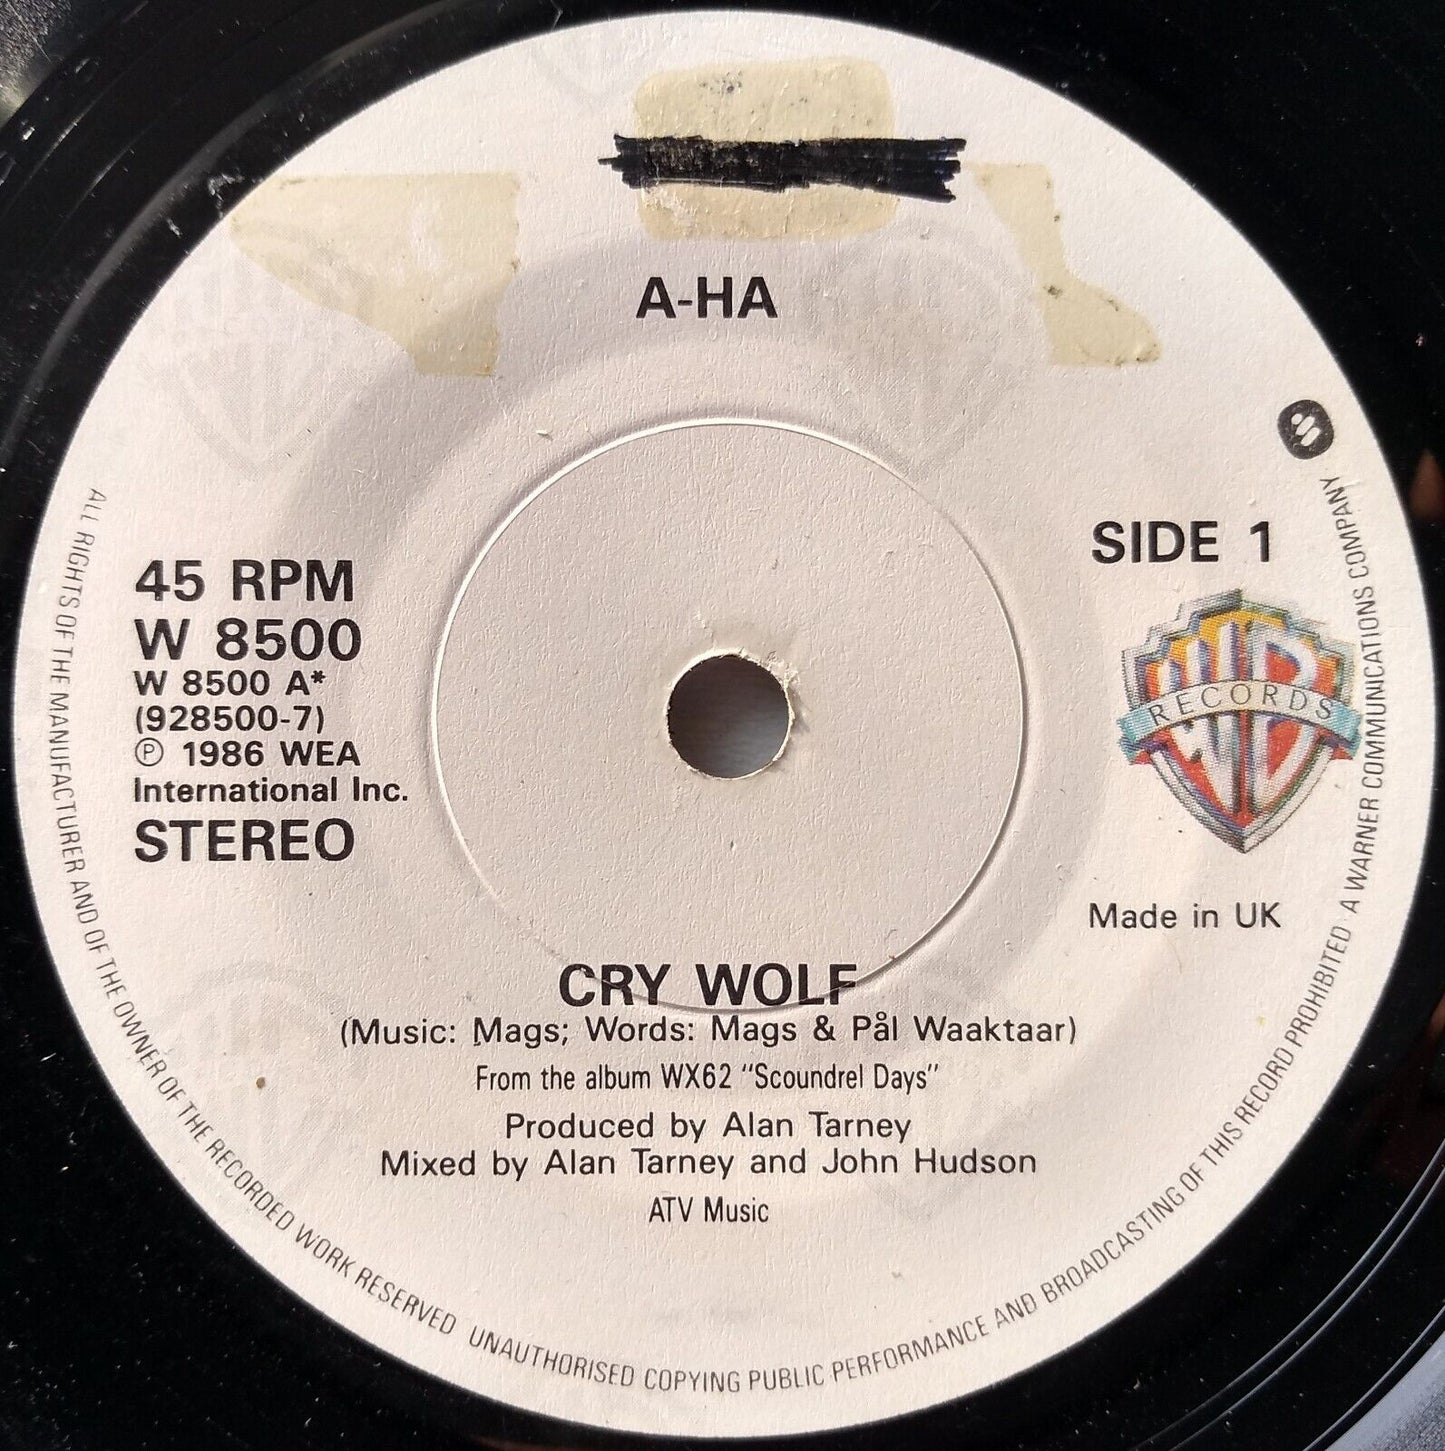 A-HA
SIDE 1
45 RPM
W 8500
W 8500 A*
(928500-7)
Ⓟ 1986 WEA
International Inc.
STEREO
WB
RECORDS
Made in UK
CRY WOLF
(Music: Mags; Words: Mags & Pål Waaktaar)
From the album WX62 "Scoundrel Days"
Produced by Alan Tarney
Mixed by Alan Tarney and John Hudson
ATV Music
ALL RIGHTS OF THE MANUFACTURER AND OF THE OWNER OF THE RECORDED WORK RESERVED UNAUTHORISED COPYING PUBLIC PERFORMANCE AND BROADCASTING OF THIS RECORD PROHIBITED A WARNER COMMUNICATIONS COMPANY